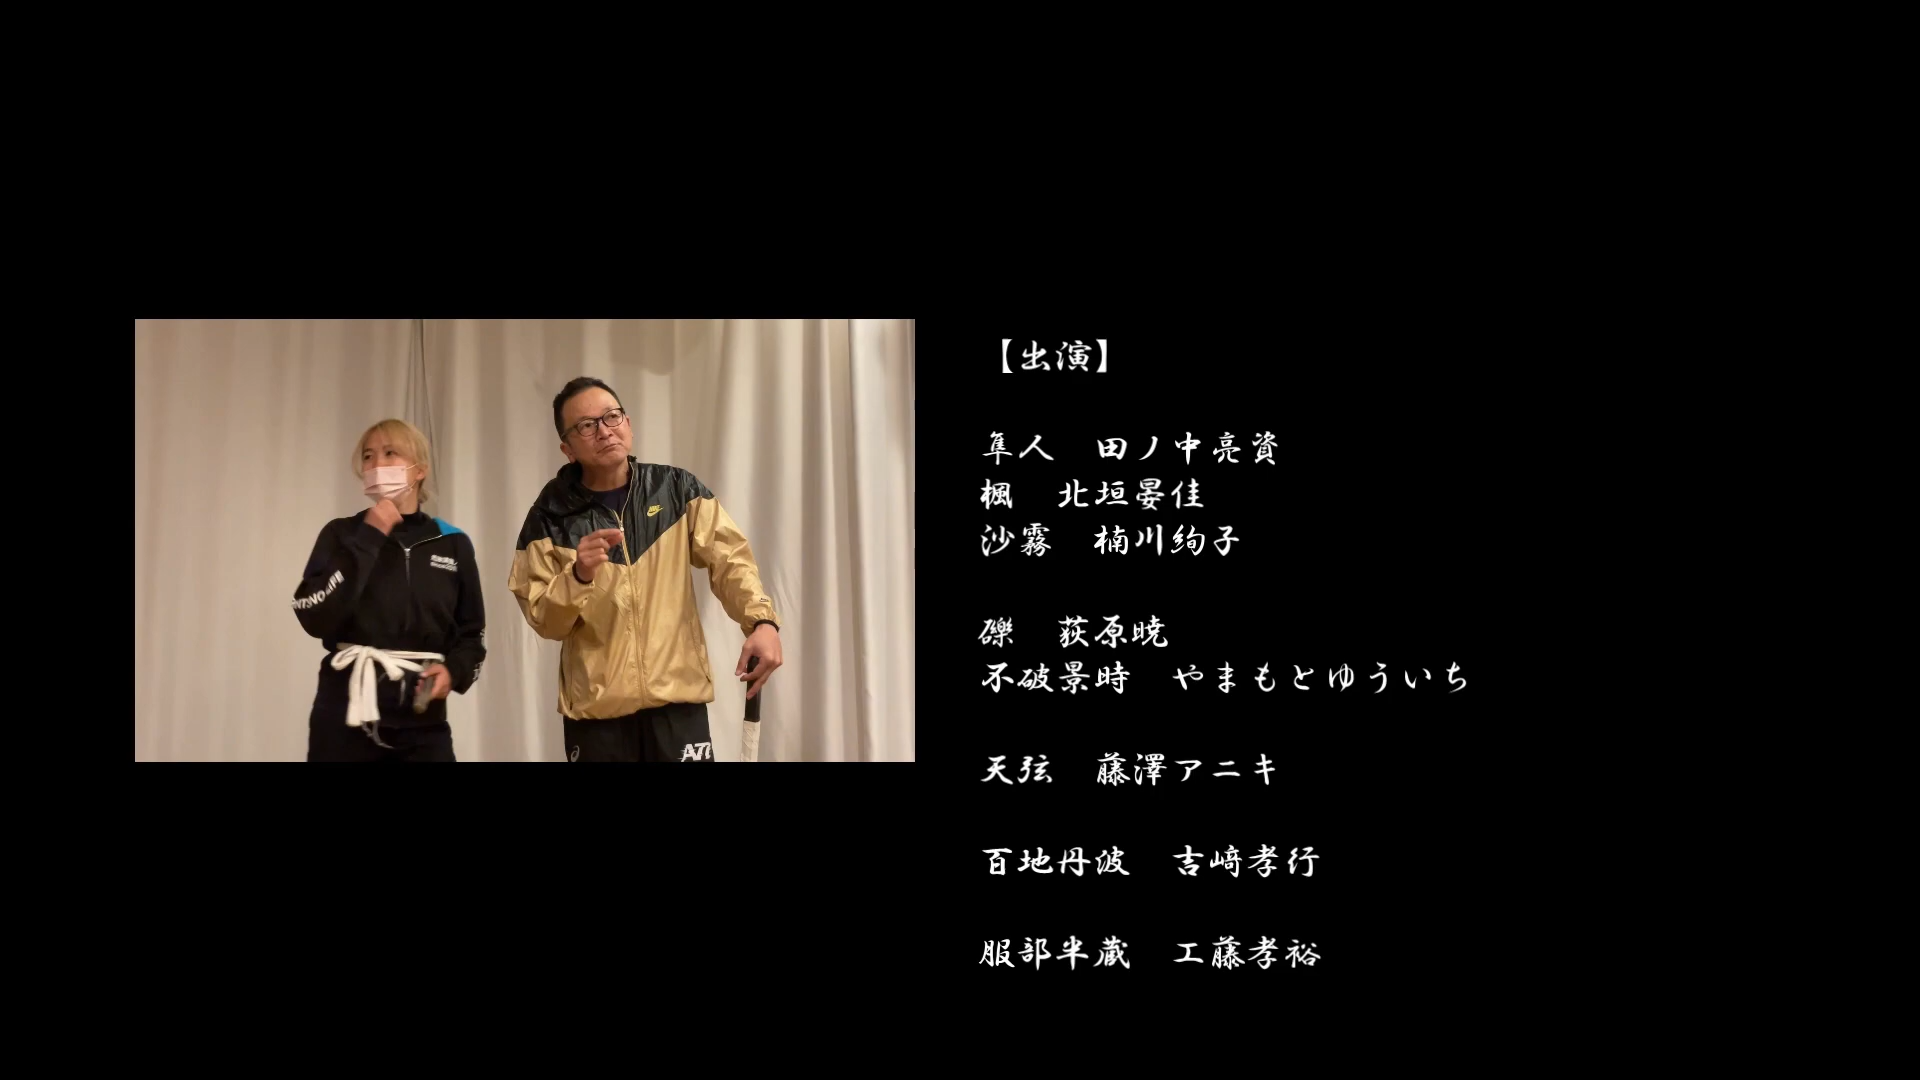 【出演】
隼人　田ノ中亮資
楓　北垣晏佳
沙霧　楠川絢子
礫　荻原暁
不破景時　やまもとゆういち
天弦　藤澤アニキ
百地丹波　吉﨑孝行
服部半蔵　工藤孝裕